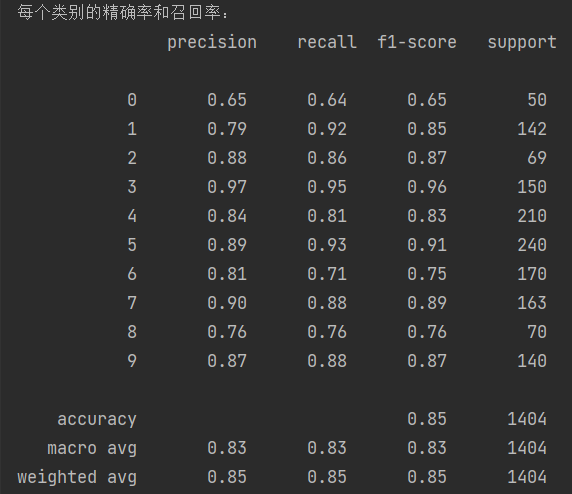 每个类别的精确率和召回率：
precision recall f1-score support
0 0.65 0.64 0.65 50
1 0.79 0.92 0.85 142
2 0.88 0.86 0.87 69
3 0.97 0.95 0.96 150
4 0.84 0.81 0.83 210
5 0.89 0.93 0.91 240
6 0.81 0.71 0.75 170
7 0.90 0.88 0.89 163
8 0.76 0.76 0.76 70
9 0.87 0.88 0.87 140
accuracy 0.85 1404
macro avg 0.83 0.83 0.83 1404
weighted avg 0.85 0.85 0.85 1404